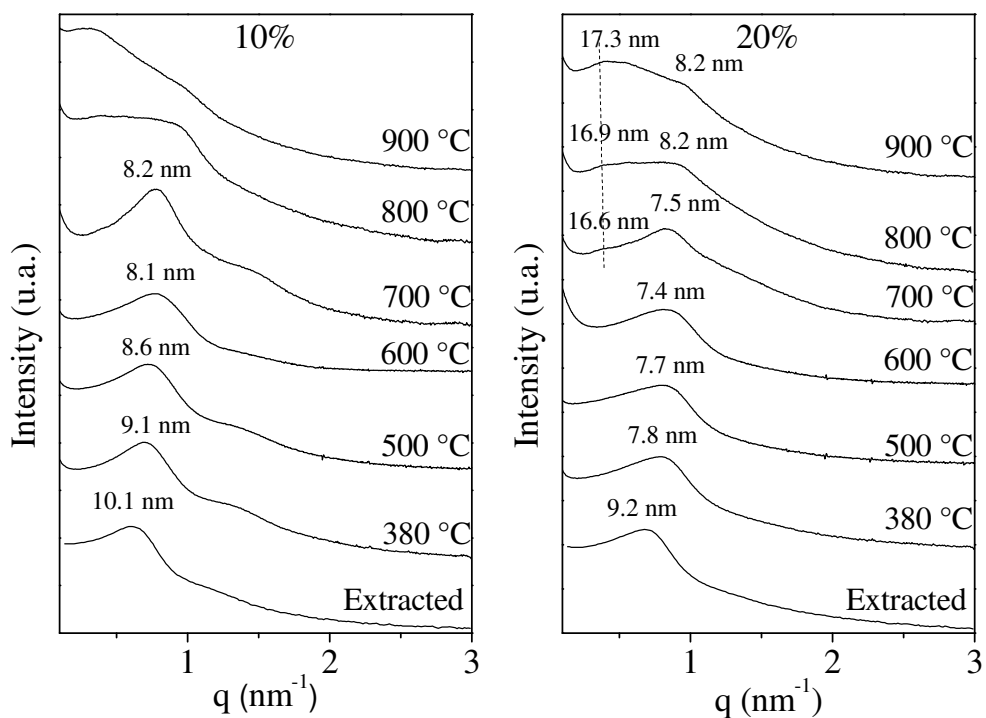 10%
900 °C
800 °C
8.2 nm
700 °C
8.1 nm
600 °C
8.6 nm
500 °C
9.1 nm
380 °C
10.1 nm
Extracted
Intensity (u.a.)
1
2
3
q (nm-1)
20%
17.3 nm
8.2 nm
900 °C
16.9 nm
8.2 nm
800 °C
16.6 nm
7.5 nm
700 °C
7.4 nm
600 °C
7.7 nm
500 °C
7.8 nm
380 °C
9.2 nm
Extracted
Intensity (u.a.)
1
2
3
q (nm-1)